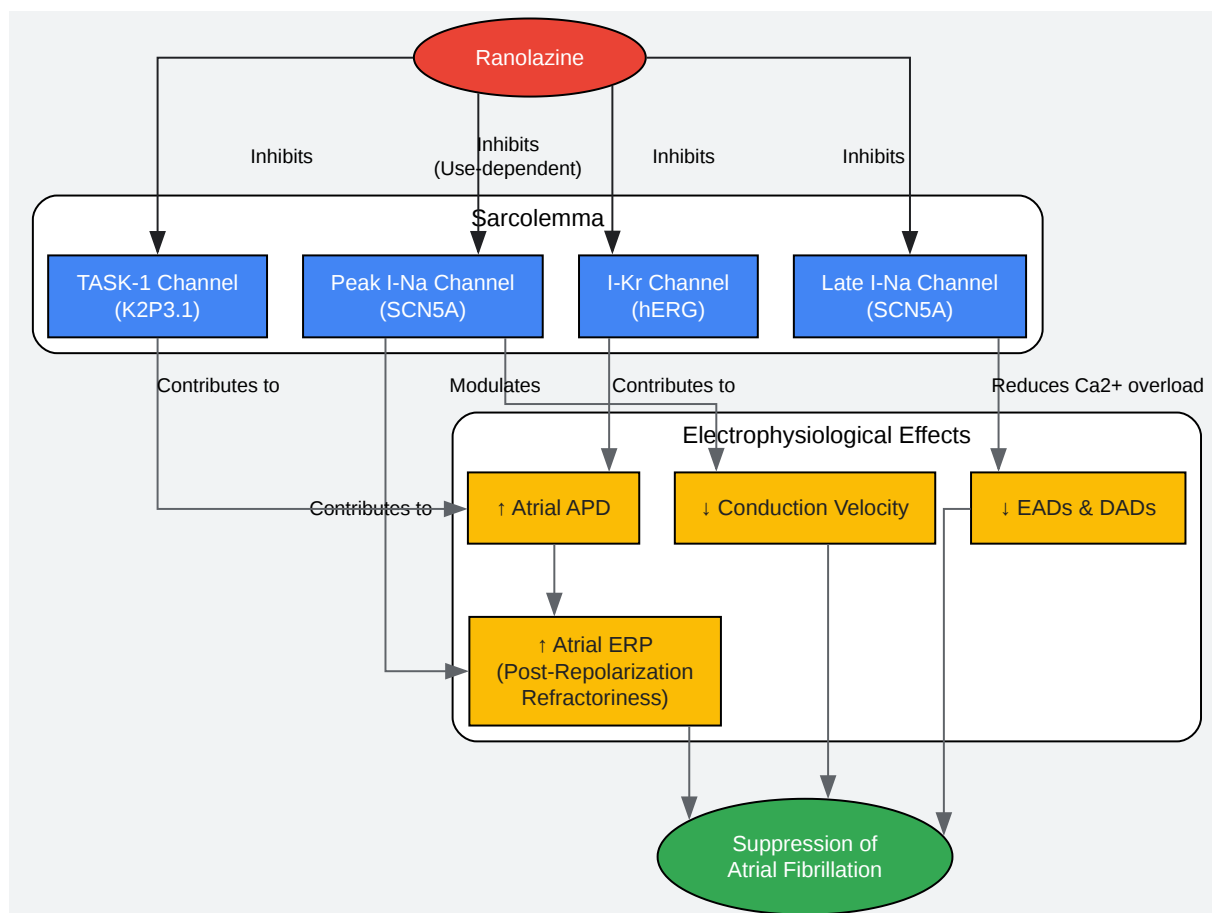 Ranolazine
Inhibits
Inhibits
(Use-dependent)
Inhibits
Inhibits
Sarcolemma
TASK-1 Channel
(K2P3.1)
Peak I-Na Channel
(SCN5A)
I-Kr Channel
(hERG)
Late I-Na Channel
(SCN5A)
Contributes to
Modulates
Contributes to
Reduces Ca2+ overload
Electrophysiological Effects
Contributes to
↑ Atrial APD
↓ Conduction Velocity
↓ EADs & DADs
↑ Atrial ERP
(Post-Repolarization
Refractoriness)
Suppression of
Atrial Fibrillation